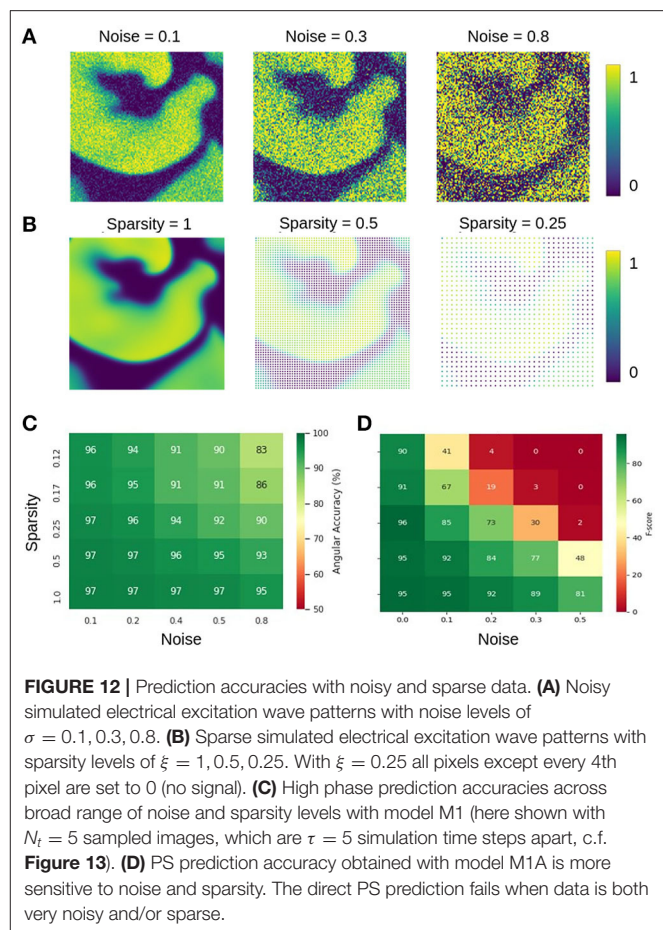 A
Noise = 0.1 Noise = 0.3 Noise = 0.8
1
0
B
Sparsity = 1 Sparsity = 0.5 Sparsity = 0.25
1
0
C
Sparsity
0.12 96 94 91 90 83
0.17 96 95 91 91 86
0.25 97 96 94 92 90
0.5 97 97 96 95 93
1.0 97 97 97 97 95
0.1 0.2 0.4 0.5 0.8
Noise
100
90
80
70
60
50
Angular Accuracy (%)
D
90 41 4 0 0
91 67 19 3 0
96 85 73 30 2
95 92 84 77 48
95 95 92 89 81
0.0 0.1 0.2 0.3 0.5
Noise
80
60
40
20
0
F-score
FIGURE 12 | Prediction accuracies with noisy and sparse data. (A) Noisy
simulated electrical excitation wave patterns with noise levels of
σ = 0.1, 0.3, 0.8. (B) Sparse simulated electrical excitation wave patterns with
sparsity levels of ξ = 1, 0.5, 0.25. With ξ = 0.25 all pixels except every 4th
pixel are set to 0 (no signal). (C) High phase prediction accuracies across
broad range of noise and sparsity levels with model M1 (here shown with
Nt = 5 sampled images, which are τ = 5 simulation time steps apart, c.f.
Figure 13). (D) PS prediction accuracy obtained with model M1A is more
sensitive to noise and sparsity. The direct PS prediction fails when data is both
very noisy and/or sparse.